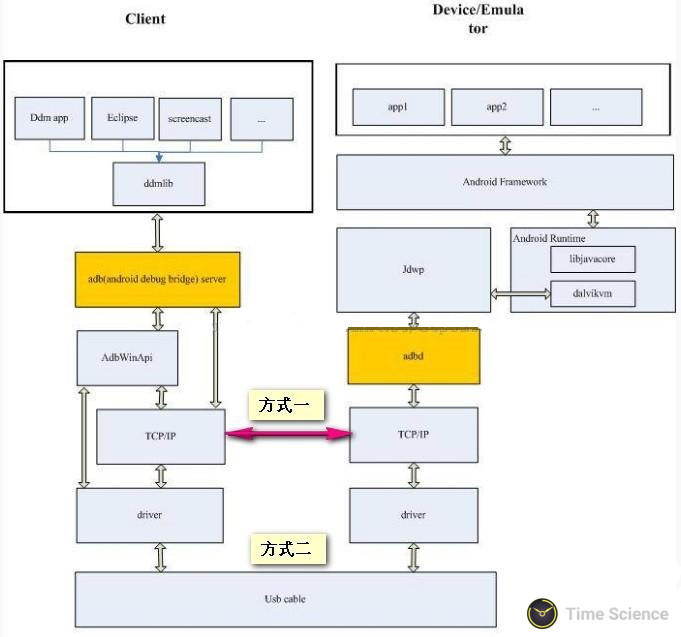 Client
Device/Emula
tor
Ddm app
Eclipse
screencast
...
ddmlib
app1
app2
...
Android Framework
adb(android debug bridge) server
Jdwp
Android Runtime
libjavacore
dalvikvm
AdbWinApi
adbd
方式一
TCP/IP
TCP/IP
driver
driver
方式二
Usb cable
Time Science